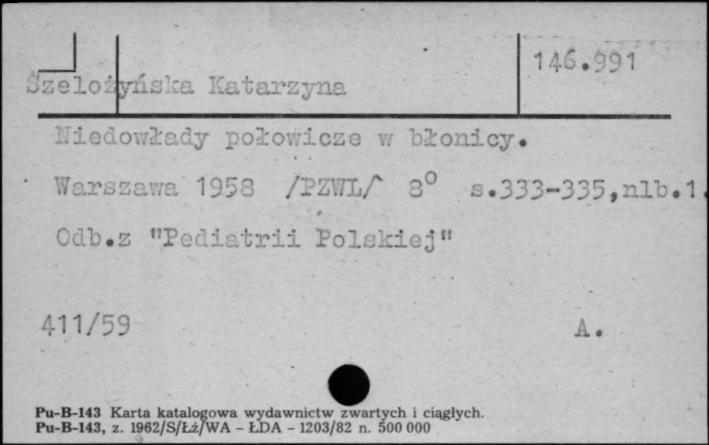 146.991
Szelożyńska Katarzyna
Niedowłady połowicze w błonicy.
Warszawa 1958 /PZWL/ 8° s.333-335,nlb.1.
Odb.z "Pediatrii Polskiej"
411/59 A.
Pu-B-143 Karta katalogowa wydawnictw zwartych i ciągłych.
Pu-B-143, z. 1962/S/Łż/WA – ŁDA – 1203/82 n. 500 000